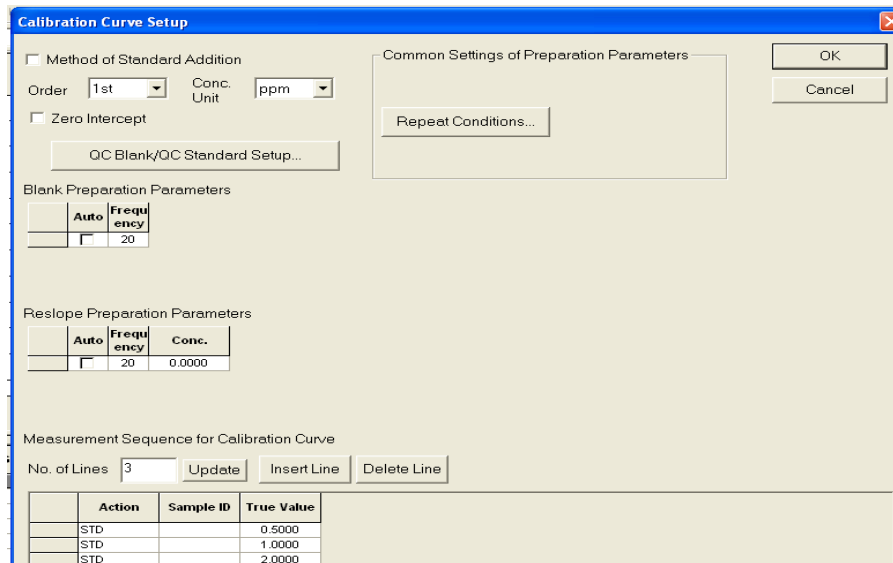 Calibration Curve Setup
Method of Standard Addition
Order 1st Conc. Unit ppm
Zero Intercept
QC Blank/QC Standard Setup...
Common Settings of Preparation Parameters
Repeat Conditions...
OK
Cancel
Blank Preparation Parameters
Auto Frequ ency
20
Reslope Preparation Parameters
Auto Frequ ency Conc.
20 0.0000
Measurement Sequence for Calibration Curve
No. of Lines 3 Update Insert Line Delete Line
Action Sample ID True Value
STD 0.5000
STD 1.0000
STD 2.0000